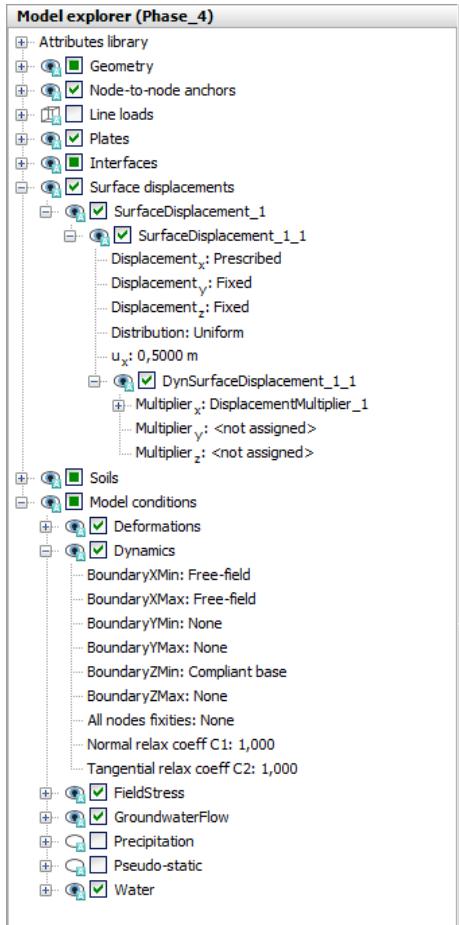 Model explorer (Phase_4)
Attributes library
Geometry
Node-to-node anchors
Line loads
Plates
Interfaces
Surface displacements
SurfaceDisplacement_1
SurfaceDisplacement_1_1
Displacementx: Prescribed
Displacementy: Fixed
Displacementz: Fixed
Distribution: Uniform
ux: 0,5000 m
DynSurfaceDisplacement_1_1
Multiplierx: DisplacementMultiplier_1
Multipliery: <not assigned>
Multiplierz: <not assigned>
Soils
Model conditions
Deformations
Dynamics
BoundaryXMin: Free-field
BoundaryXMax: Free-field
BoundaryYMin: None
BoundaryYMax: None
BoundaryZMin: Compliant base
BoundaryZMax: None
All nodes fixities: None
Normal relax coeff C1: 1,000
Tangential relax coeff C2: 1,000
FieldStress
GroundwaterFlow
Precipitation
Pseudo-static
Water